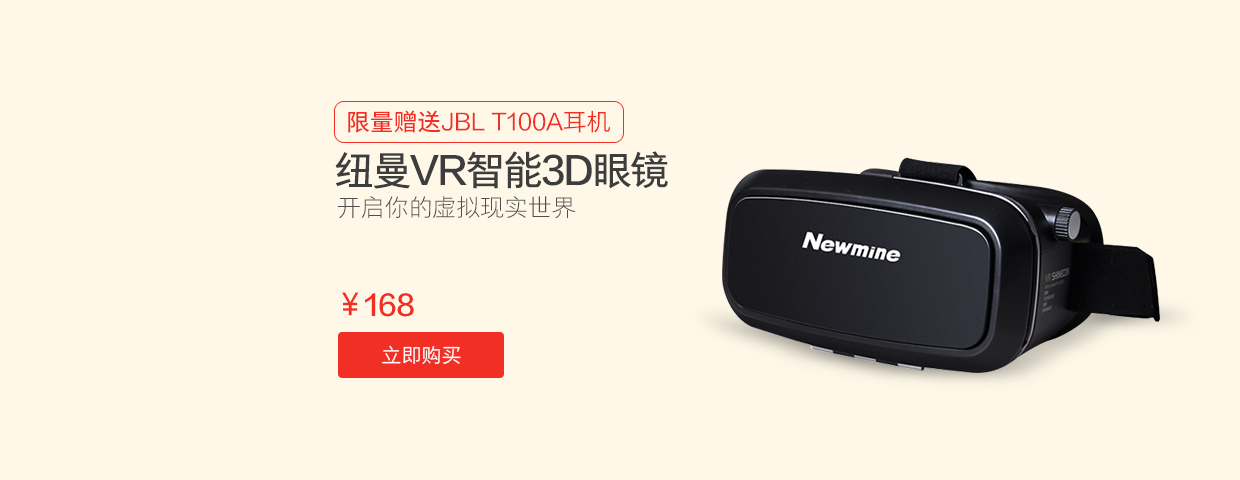 限量赠送JBL T100A耳机
纽曼VR智能3D眼镜
开启你的虚拟现实世界
¥168
立即购买
Newmine
VR SHINECON